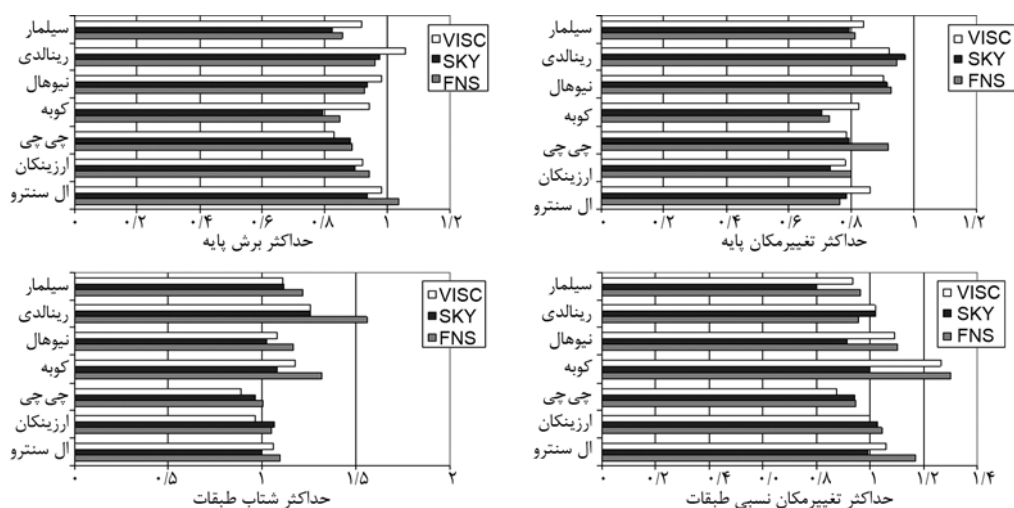 سیلمار
رینالدی
نیوهال
کوبه
چی چی
ارزینکان
ال سنترو
VISC
SKY
FNS
۰ ۰/۲ ۰/۴ ۰/۶ ۰/۸ ۱ ۱/۲
حداکثر برش پایه
سیلمار
رینالدی
نیوهال
کوبه
چی چی
ارزینکان
ال سنترو
VISC
SKY
FNS
۰ ۰/۲ ۰/۴ ۰/۶ ۰/۸ ۱ ۱/۲
حداکثر تغییرمکان پایه
سیلمار
رینالدی
نیوهال
کوبه
چی چی
ارزینکان
ال سنترو
VISC
SKY
FNS
۰ ۰/۵ ۱ ۱/۵ ۲
حداکثر شتاب طبقات
سیلمار
رینالدی
نیوهال
کوبه
چی چی
ارزینکان
ال سنترو
VISC
SKY
FNS
۰ ۰/۲ ۰/۴ ۰/۰ ۰/۸ ۱ ۱/۲ ۱/۴
حداکثر تغییرمکان نسبی طبقات